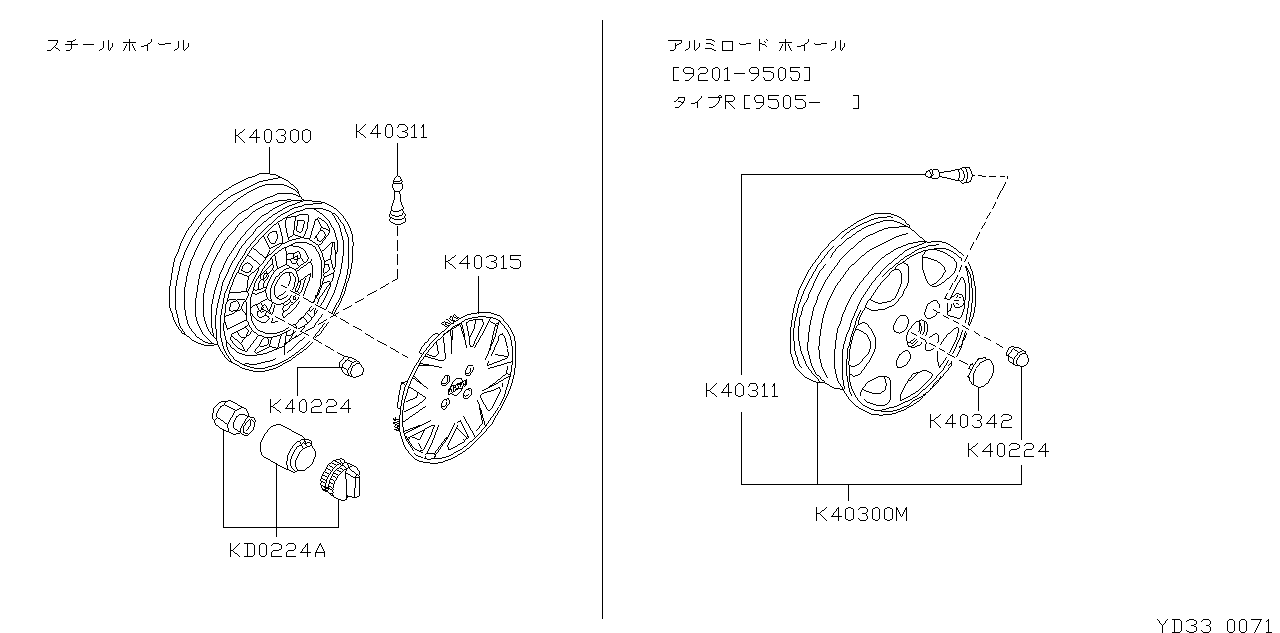 スチール ホイール
K40300
K40311
K40315
K40224
KD0224A
アルミロード ホイール
[9201-9505]
タイプR[9505-   ]
K40311
K40342
K40224
K40300M
YD33 0071